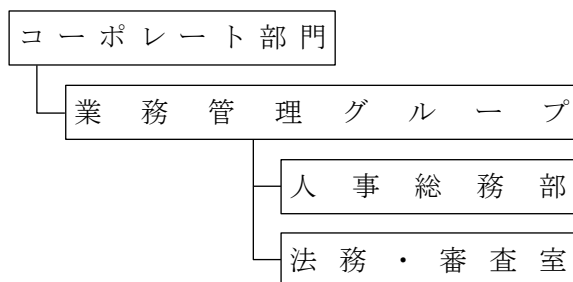 コーポレート部門
業務管理グループ
人事総務部
法務・審査室